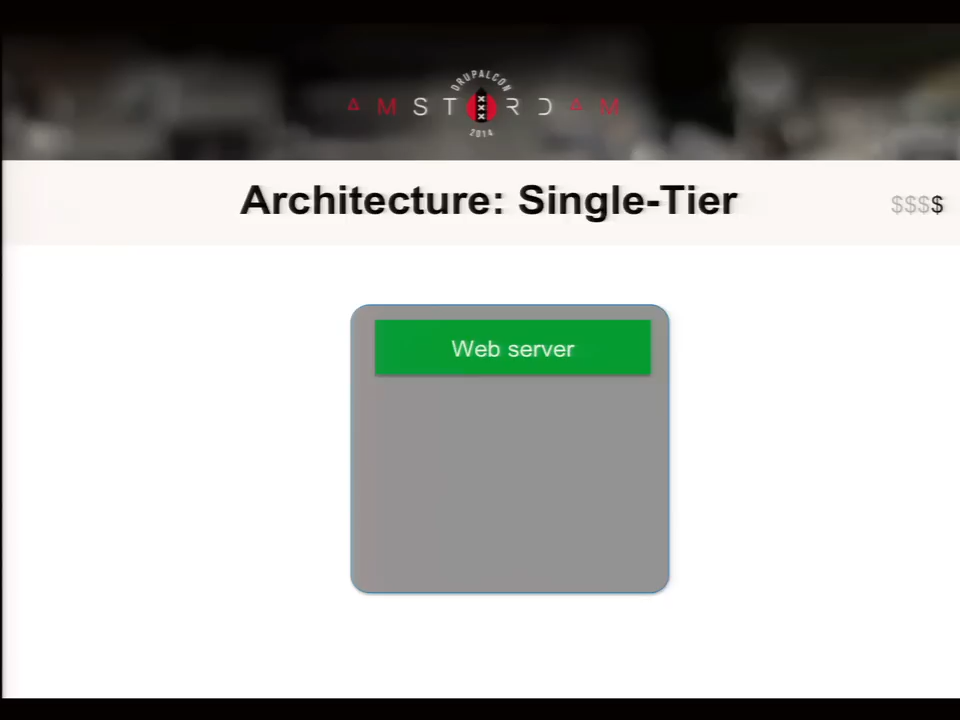 DRUPALCON
AMSTERDAM
2014
Architecture: Single-Tier
$$$$
Web server